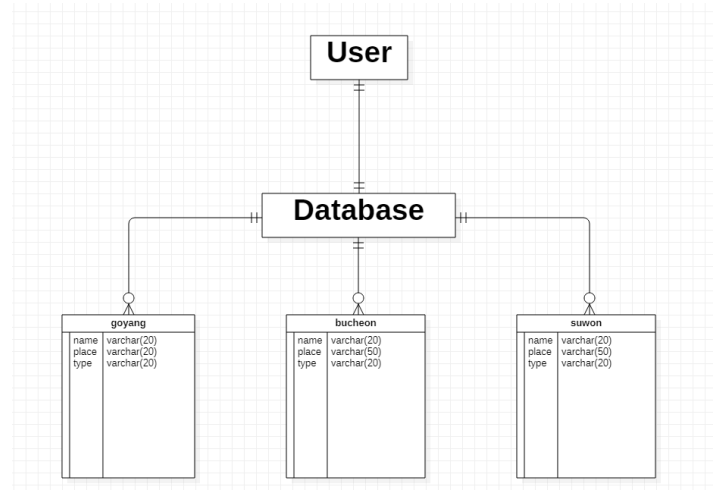 User
Database
goyang
name varchar(20)
place varchar(20)
type varchar(20)
bucheon
name varchar(20)
place varchar(50)
type varchar(20)
suwon
name varchar(20)
place varchar(50)
type varchar(20)